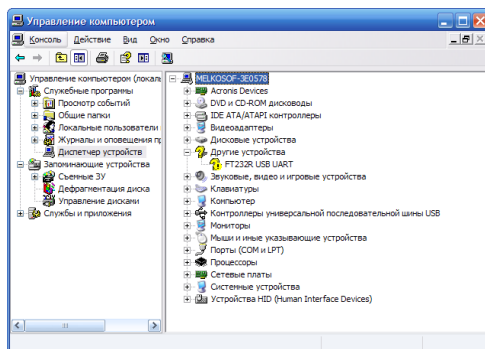 Управление компьютером
Консоль Действие Вид Окно Справка
Управление компьютером (локаль
Служебные программы
Просмотр событий
Общие папки
Локальные пользователи
Журналы и оповещения пр
Диспетчер устройств
Запоминающие устройства
Съемные ЗУ
Дефрагментация диска
Управление дисками
Службы и приложения
MELKOSOF-3E0578
Acronis Devices
DVD и CD-ROM дисководы
IDE ATA/ATAPI контроллеры
Видеоадаптеры
Дисковые устройства
Другие устройства
FT232R USB UART
Звуковые, видео и игровые устройства
Клавиатуры
Компьютер
Контроллеры универсальной последовательной шины USB
Мониторы
Мыши и иные указывающие устройства
Порты (COM и LPT)
Процессоры
Сетевые платы
Системные устройства
Устройства HID (Human Interface Devices)